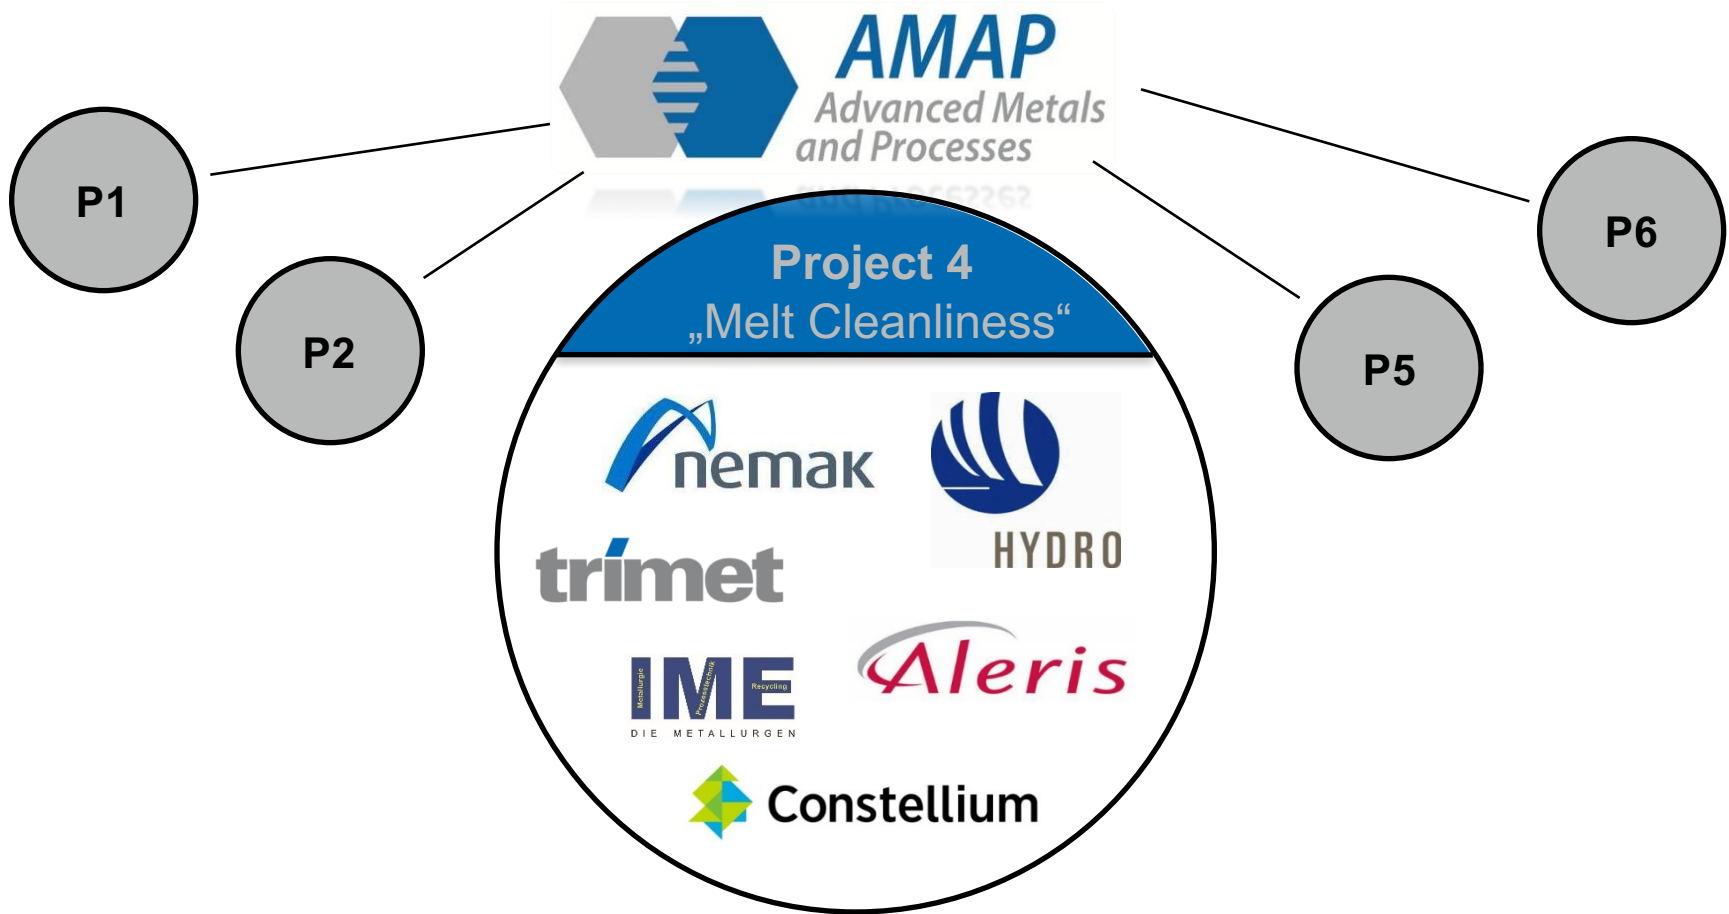 AMAP
Advanced Metals
and Processes
P1
P2
P5
P6
Project 4
„Melt Cleanliness“
nemak
HYDRO
trimet
Aleris
IME
Metallurgie
Prozesstechnik
Recycling
DIE METALLURGEN
Constellium